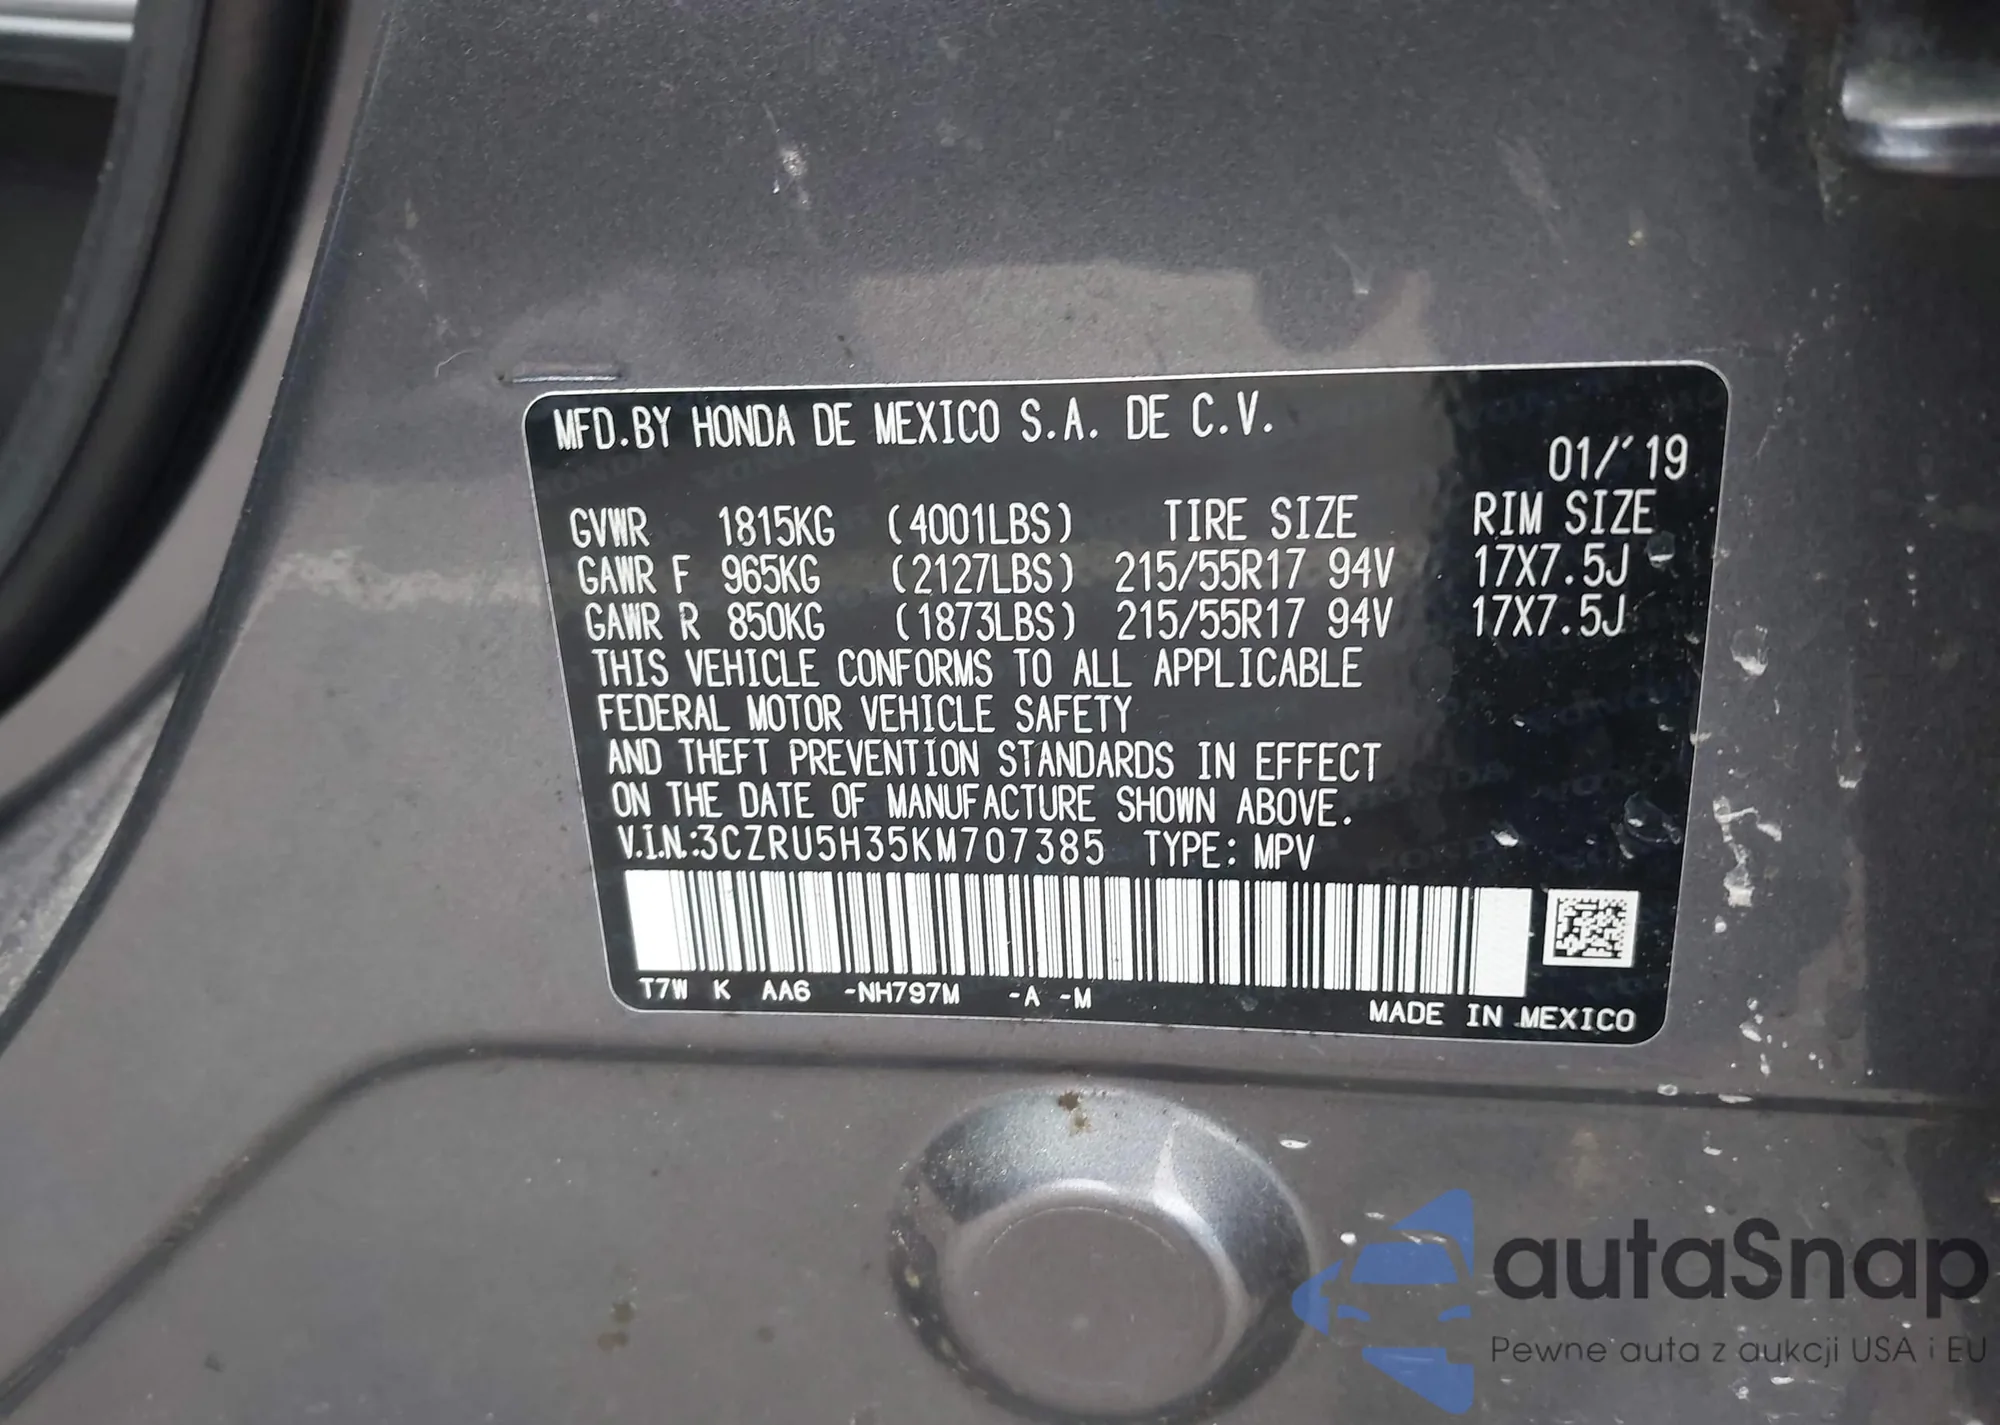 MFD.BY HONDA DE MEXICO S.A. DE C.V.
01/'19
GVWR 1815KG (4001LBS) TIRE SIZE RIM SIZE
GAWR F 965KG (2127LBS) 215/55R17 94V 17X7.5J
GAWR R 850KG (1873LBS) 215/55R17 94V 17X7.5J
THIS VEHICLE CONFORMS TO ALL APPLICABLE
FEDERAL MOTOR VEHICLE SAFETY
AND THEFT PREVENTION STANDARDS IN EFFECT
ON THE DATE OF MANUFACTURE SHOWN ABOVE.
V.I.N.:3CZRU5H35KM707385 TYPE: MPV
T7W K AA6 -NH797M -A -M
MADE IN MEXICO
autaSnap
Pewne auta z aukcji USA i EU